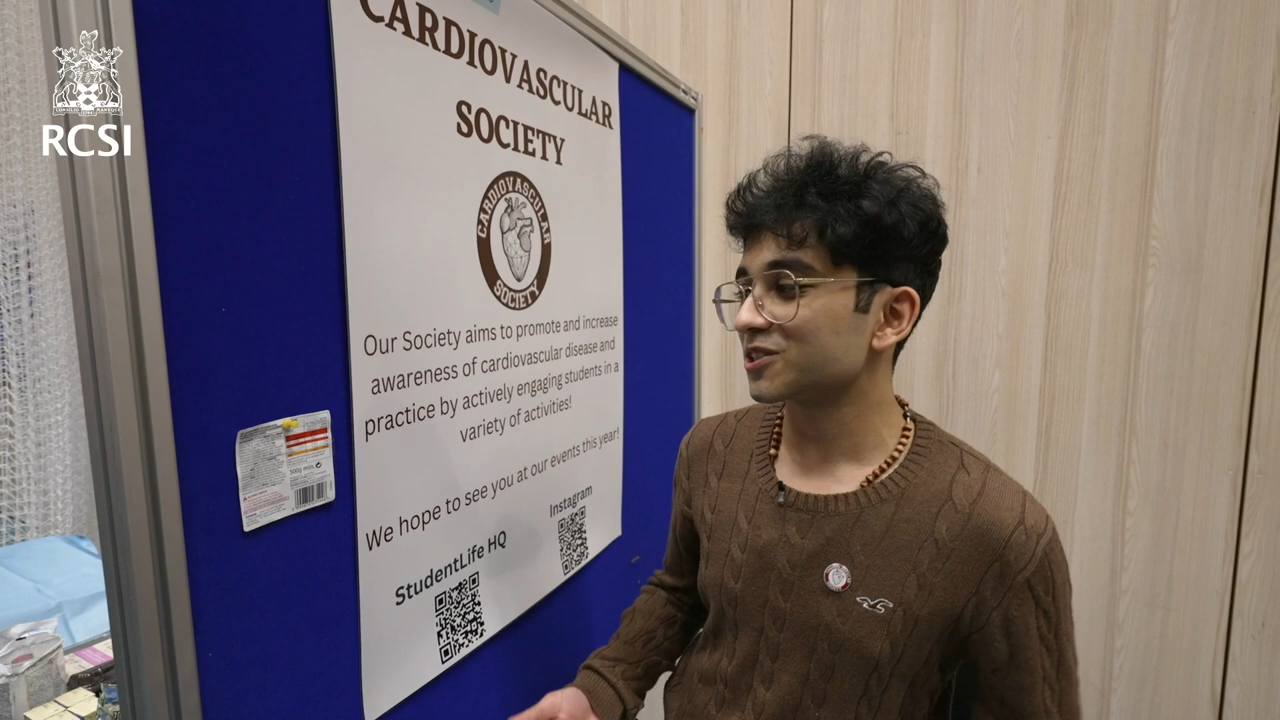 CONSILIO MANUQUE
RCSI
CARDIOVASCULAR
SOCIETY
CARDIOVASCULAR
SOCIETY
Our Society aims to promote and increase
awareness of cardiovascular disease and
practice by actively engaging students in a
variety of activities!
We hope to see you at our events this year!
StudentLife HQ
Instagram